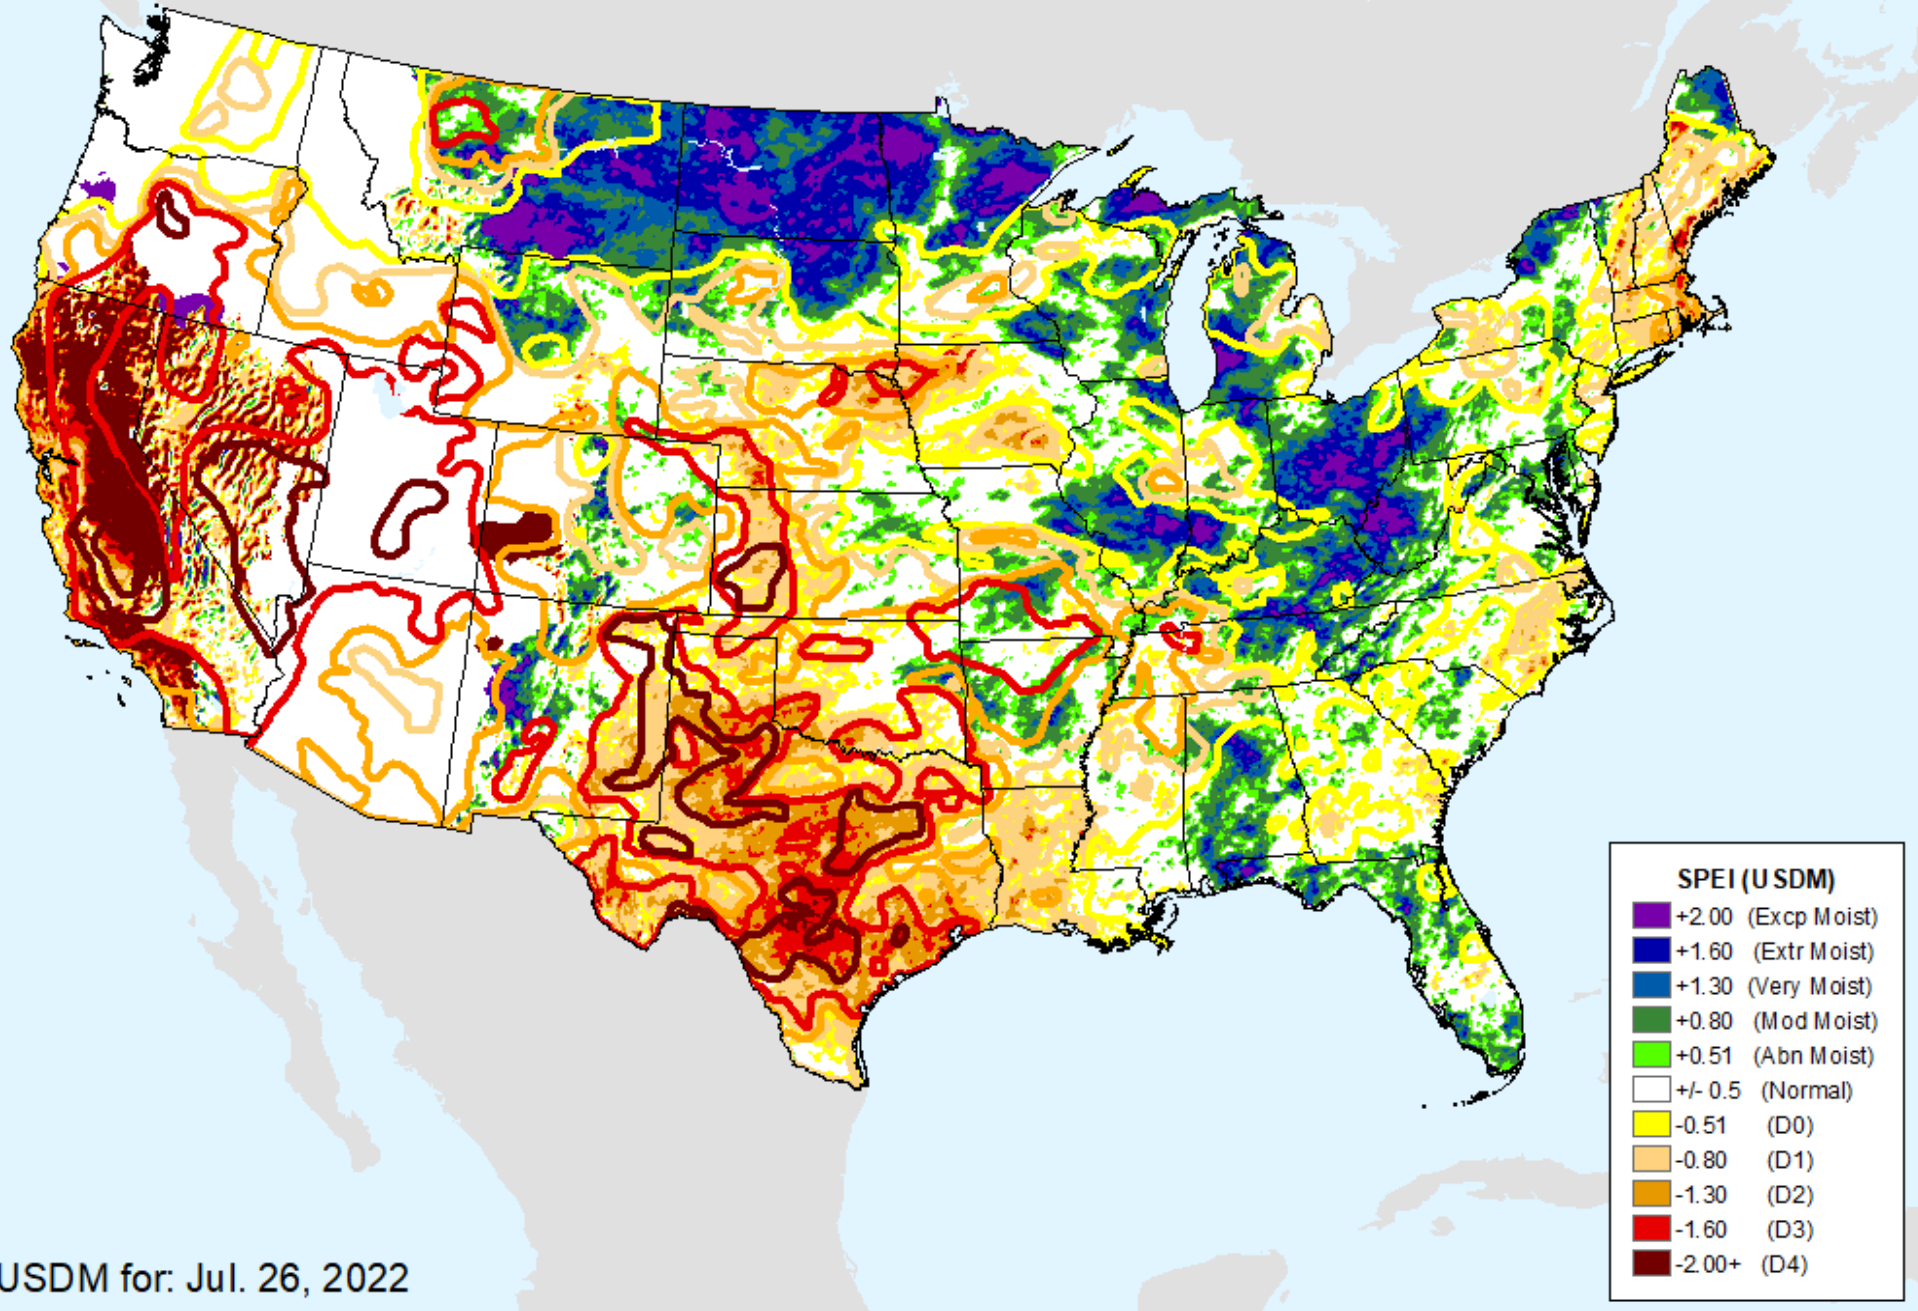 SPEI (USDM)
+2.00 (Excp Moist)
+1.60 (Extr Moist)
+1.30 (Very Moist)
+0.80 (Mod Moist)
+0.51 (Abn Moist)
+/- 0.5 (Normal)
-0.51 (D0)
-0.80 (D1)
-1.30 (D2)
-1.60 (D3)
-2.00+ (D4)
USDM for: Jul. 26, 2022